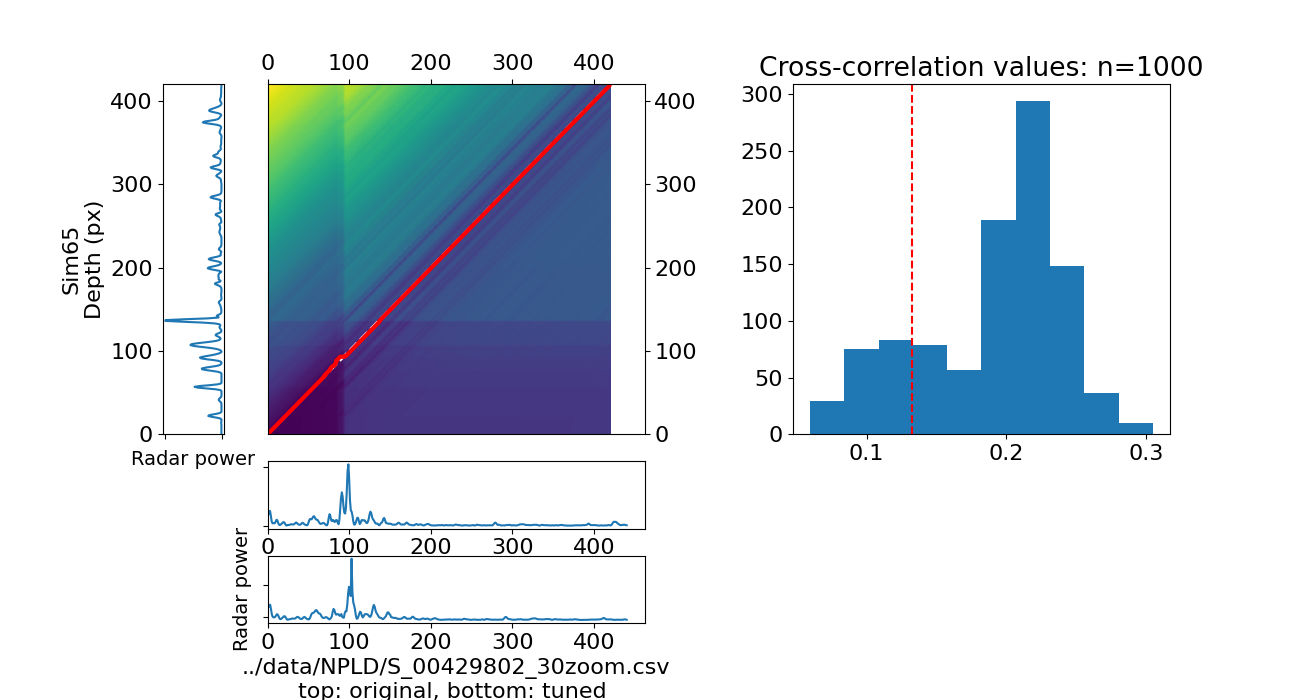 0 100 200 300 400
Cross-correlation values: n=1000
400
300
200
100
0
Sim65
Depth (px)
Radar power
400
300
200
100
0
300
250
200
150
100
50
0
0.1 0.2 0.3
0 100 200 300 400
Radar power
0 100 200 300 400
../data/NPLD/S_00429802_30zoom.csv
top: original, bottom: tuned